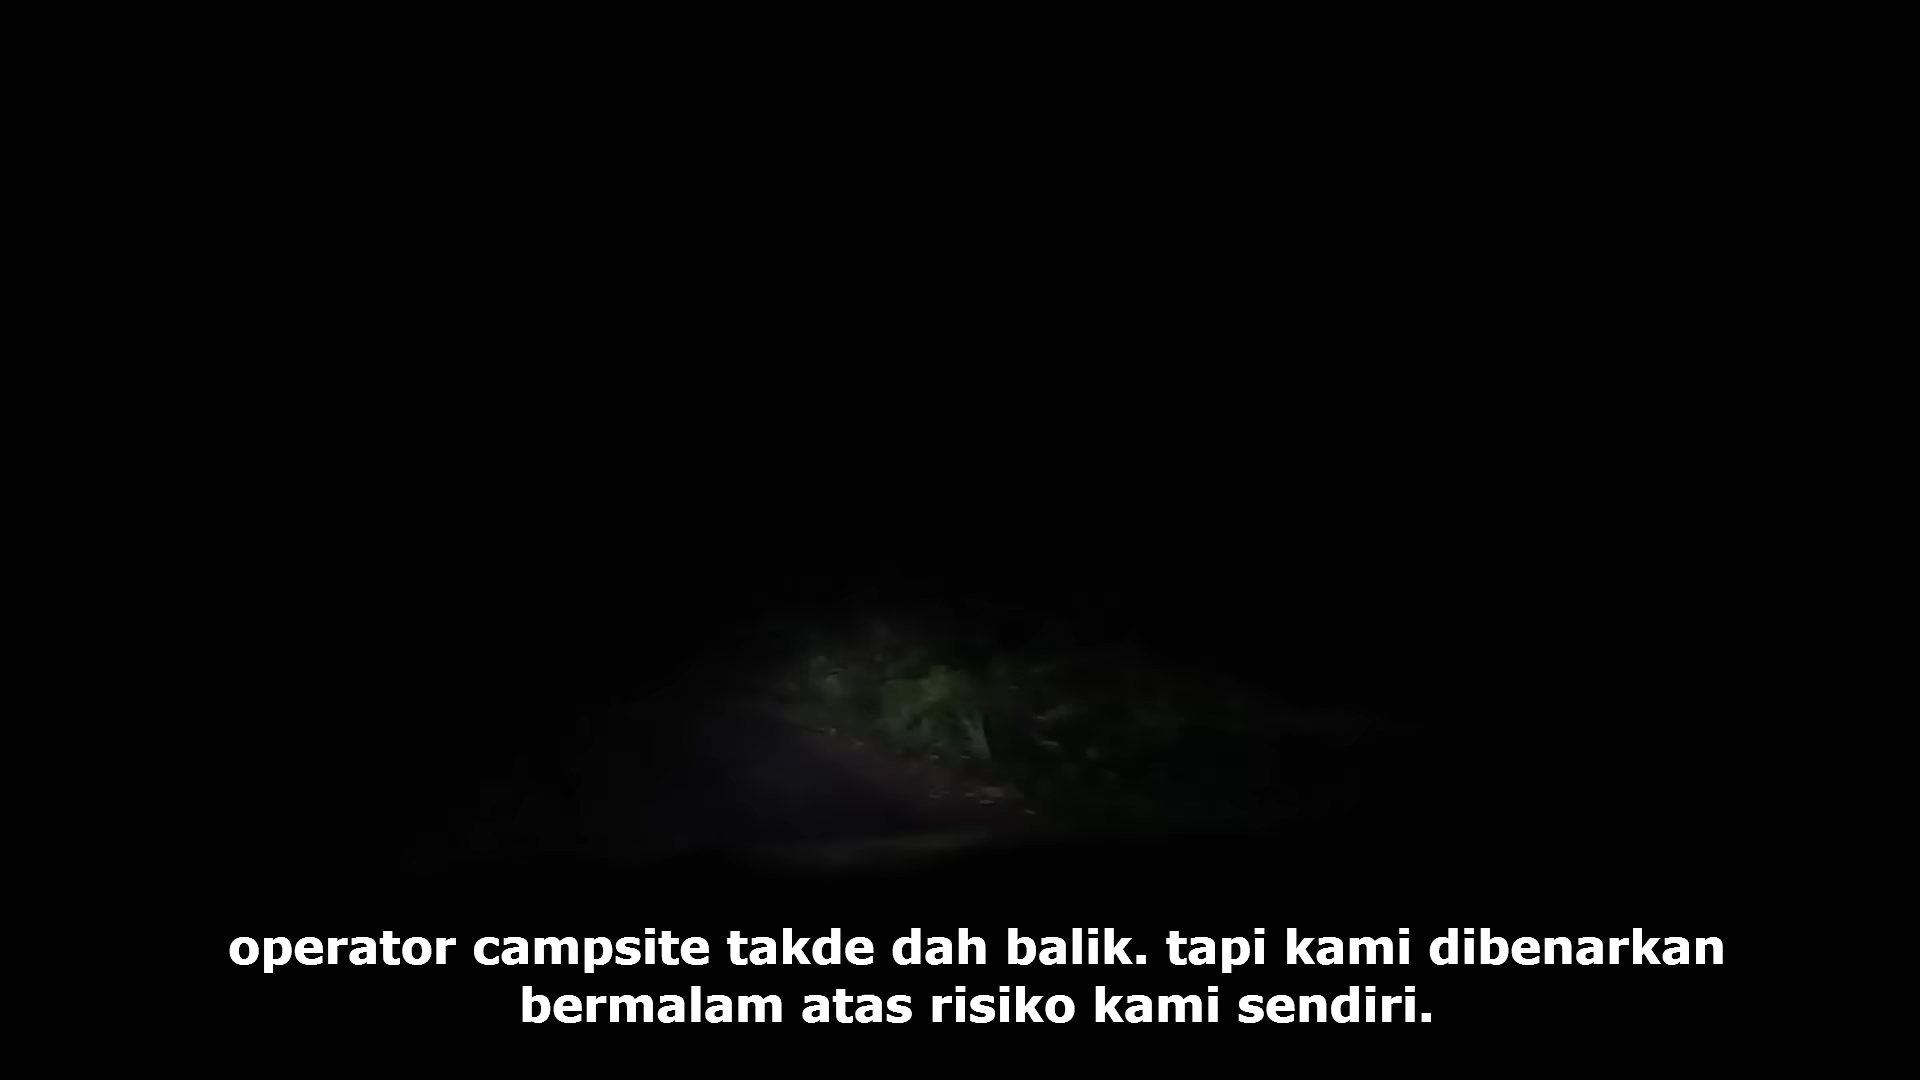 operator campsite takde dah balik. tapi kami dibenarkan
bermalam atas risiko kami sendiri.